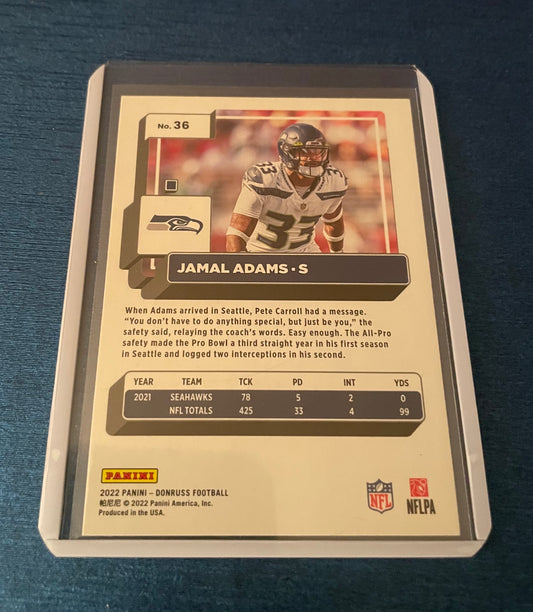 No. 36
33
JAMAL ADAMS · S
When Adams arrived in Seattle, Pete Carroll had a message.
"You don't have to do anything special, but just be you," the
safety said, relaying the coach's words. Easy enough. The All-Pro
safety made the Pro Bowl a third straight year in his first season
in Seattle and logged two interceptions in his second.
YEAR TEAM TCK PD INT YDS
2021 SEAHAWKS 78 5 2 0
NFL TOTALS 425 33 4 99
PANINI
2022 PANINI – DONRUSS FOOTBALL
帕尼尼 © 2022 Panini America, Inc.
Produced in the USA.
NFL
NFLPA